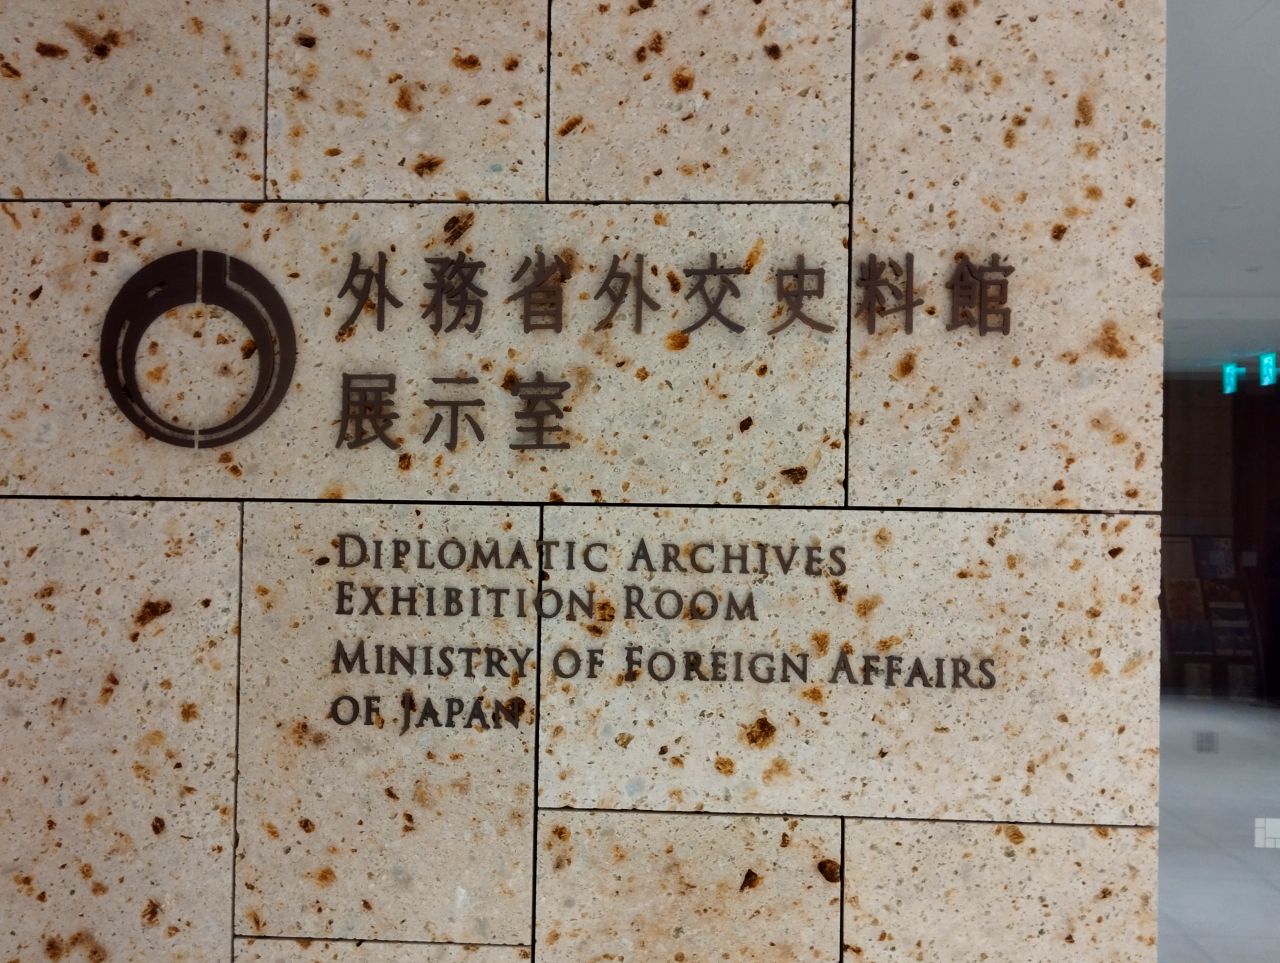 外務省外交史料館
展示室
DIPLOMATIC ARCHIVES
EXHIBITION ROOM
MINISTRY OF FOREIGN AFFAIRS
OF JAPAN